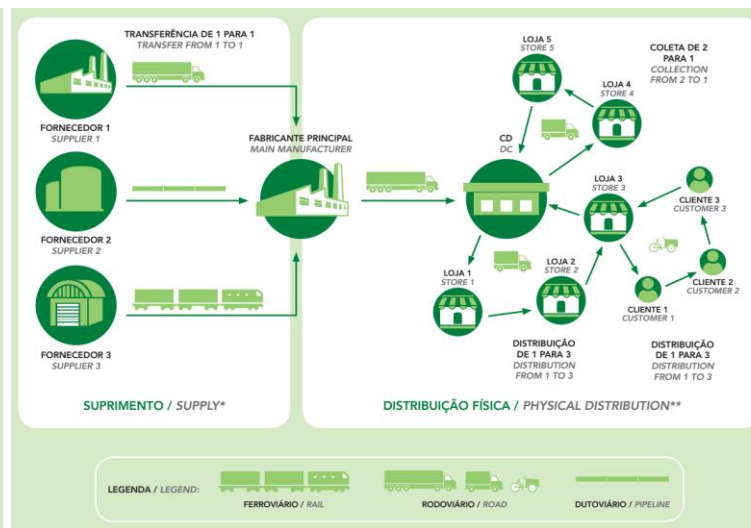 TRANSFERÊNCIA DE 1 PARA 1
TRANSFER FROM 1 TO 1
FORNECEDOR 1
SUPPLIER 1
FORNECEDOR 2
SUPPLIER 2
FORNECEDOR 3
SUPPLIER 3
FABRICANTE PRINCIPAL
MAIN MANUFACTURER
SUPRIMENTO / SUPPLY*
LOJA 5
STORE 5
COLETA DE 2
PARA 1
COLLECTION
FROM 2 TO 1
LOJA 4
STORE 4
CD
DC
LOJA 3
STORE 3
CLIENTE 3
CUSTOMER 3
LOJA 1
STORE 1
LOJA 2
STORE 2
CLIENTE 2
CUSTOMER 2
CLIENTE 1
CUSTOMER 1
DISTRIBUIÇÃO
DE 1 PARA 3
DISTRIBUTION
FROM 1 TO 3
DISTRIBUIÇÃO
DE 1 PARA 3
DISTRIBUTION
FROM 1 TO 3
DISTRIBUIÇÃO FÍSICA / PHYSICAL DISTRIBUTION**
LEGENDA / LEGEND:
FERROVIÁRIO / RAIL
RODOVIÁRIO / ROAD
DUTOVIÁRIO / PIPELINE